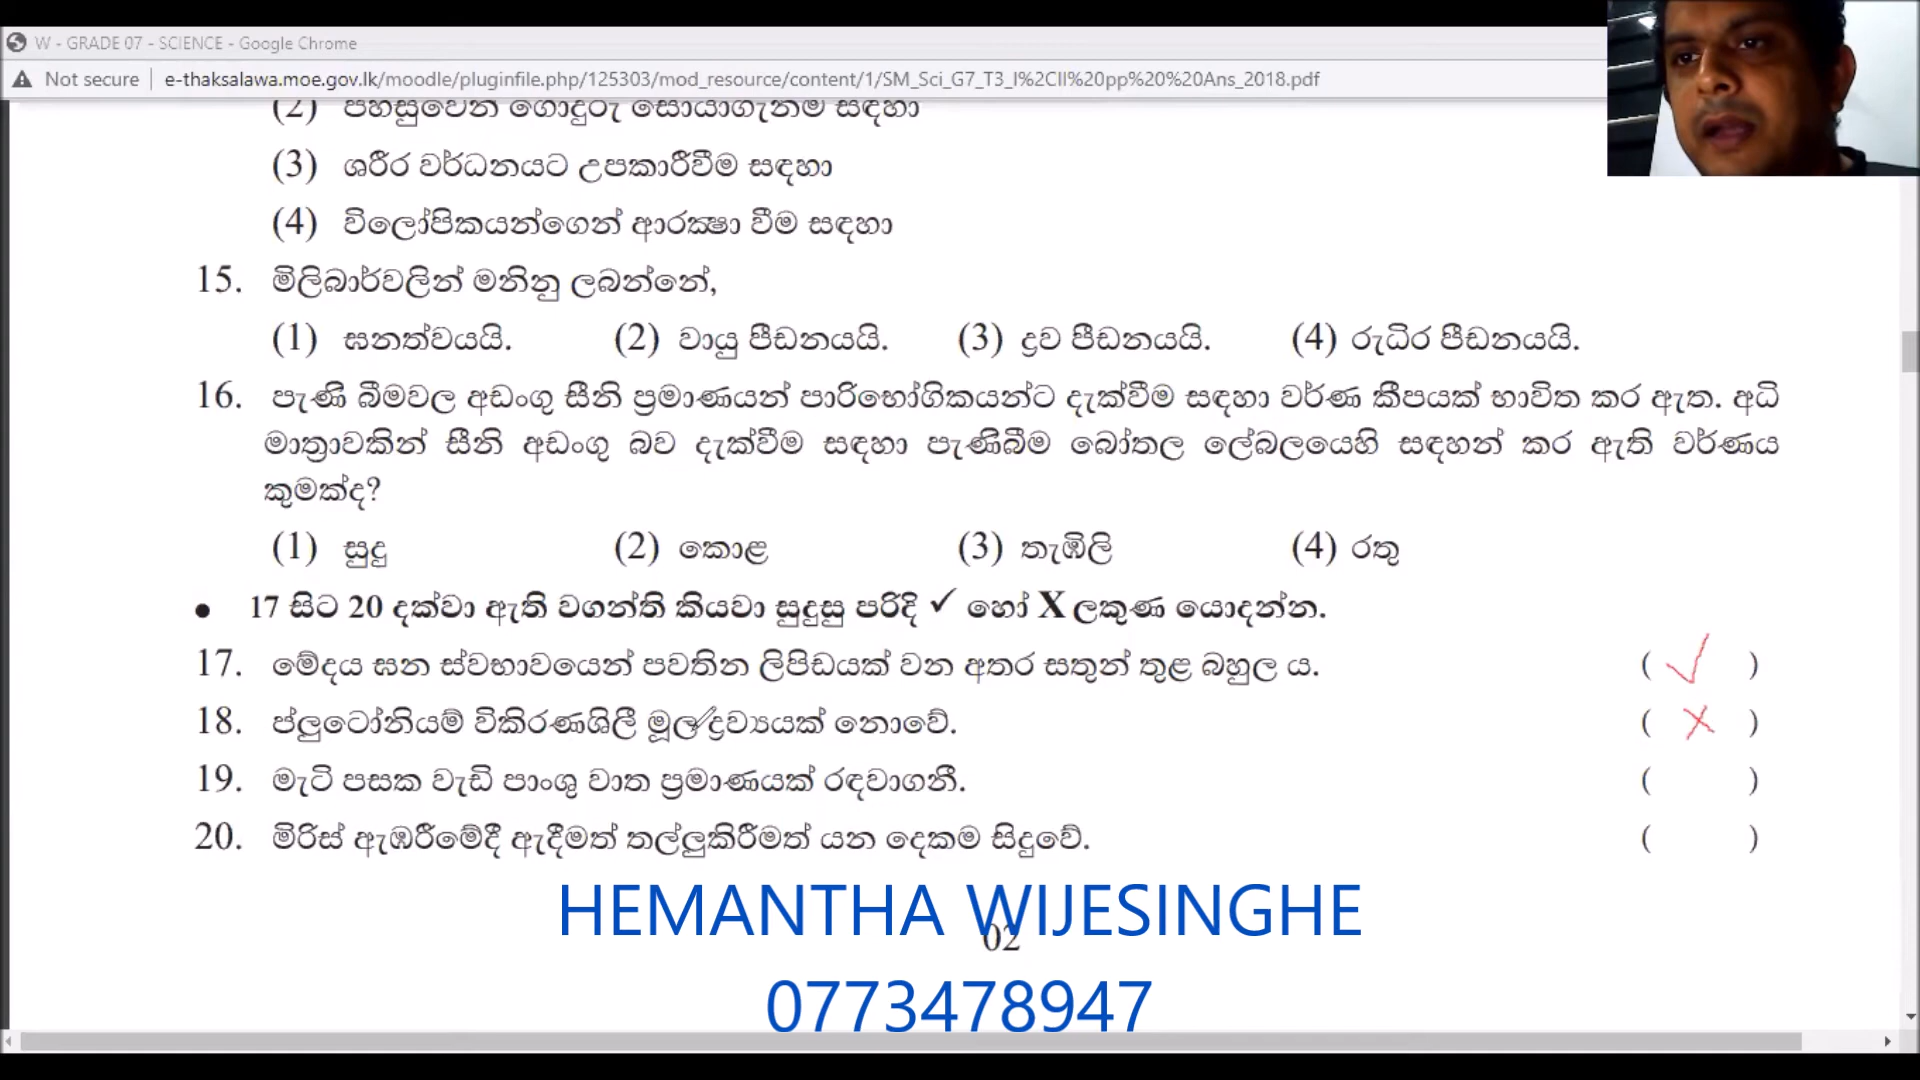 W - GRADE 07 - SCIENCE - Google Chrome
Not secure | e-thaksalawa.moe.gov.lk/moodle/pluginfile.php/125303/mod_resource/content/1/SM_Sci_G7_T3_I%2CII%20pp%20%20Ans_2018.pdf
(2) පහසුවෙන් ගොදුරු සොයාගැනීම සඳහා
(3) ශරීර වර්ධනයට උපකාරීවීම සඳහා
(4) විලෝපිකයන්ගෙන් ආරක්‍ෂා වීම සඳහා
15. මිලිබාර්වලින් මනිනු ලබන්නේ,
(1) ඝනත්වයයි. (2) වායු පීඩනයයි. (3) ද්‍රව පීඩනයයි. (4) රුධිර පීඩනයයි.
16. පැණි බීමවල අඩංගු සීනි ප්‍රමාණයන් පාරිභෝගිකයන්ට දැක්වීම සඳහා වර්ණ කීපයක් භාවිත කර ඇත. අධි
මාත්‍රාවකින් සීනි අඩංගු බව දැක්වීම සඳහා පැණිබීම බෝතල ලේබලයෙහි සඳහන් කර ඇති වර්ණය
කුමක්ද?
(1) සුදු (2) කොළ (3) තැඹිලි (4) රතු
● 17 සිට 20 දක්වා ඇති වගන්ති කියවා සුදුසු පරිදි ✓ හෝ X ලකුණ යොදන්න.
17. මේදය ඝන ස්වභාවයෙන් පවතින ලිපිඩයක් වන අතර සතුන් තුළ බහුල ය. ( ✓ )
18. ප්ලුටෝනියම් විකිරණශිලී මූලද්‍රව්‍යයක් නොවේ. ( X )
19. මැටි පසක වැඩි පාංශු වාත ප්‍රමාණයක් රඳවාගනී. ( )
20. මිරිස් ඇඹරීමේදී ඇදීමත් තල්ලුකිරීමත් යන දෙකම සිදුවේ. ( )
HEMANTHA WIJESINGHE
02
0773478947